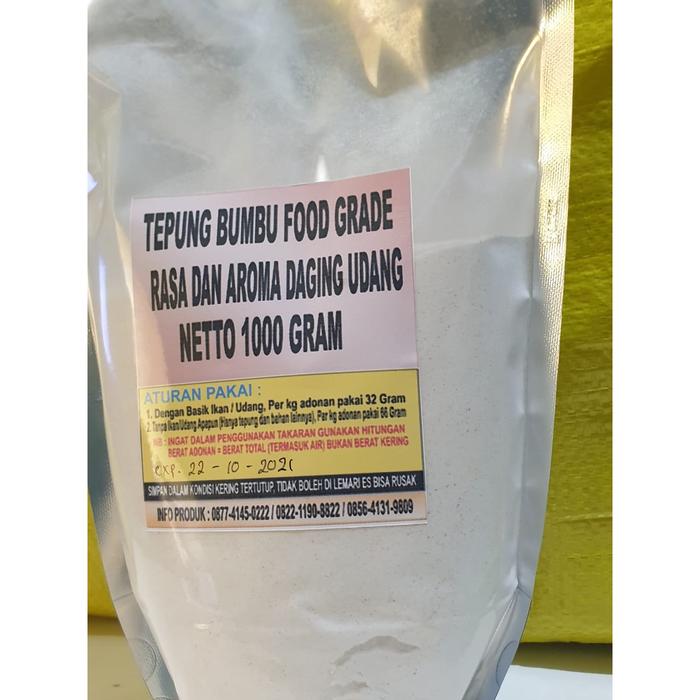 TEPUNG BUMBU FOOD GRADE
RASA DAN AROMA DAGING UDANG
NETTO 1000 GRAM
ATURAN PAKAI :
1. Dengan Basik Ikan / Udang, Per kg adonan pakai 32 Gram
2. Tanpa Ikan/Udang Apapun (Hanya tepung dan bahan lainnya), Per kg adonan pakai 66 Gram
NB : INGAT DALAM PENGGUNAKAN TAKARAN GUNAKAN HITUNGAN
BERAT ADONAN = BERAT TOTAL (TERMASUK AIR) BUKAN BERAT KERING
exp. 22 - 10 - 2021
SIMPAN DALAM KONDISI KERING TERTUTUP, TIDAK BOLEH DI LEMARI ES BISA RUSAK
INFO PRODUK : 0877-4145-0222 / 0822-1190-8822 / 0856-4131-9809